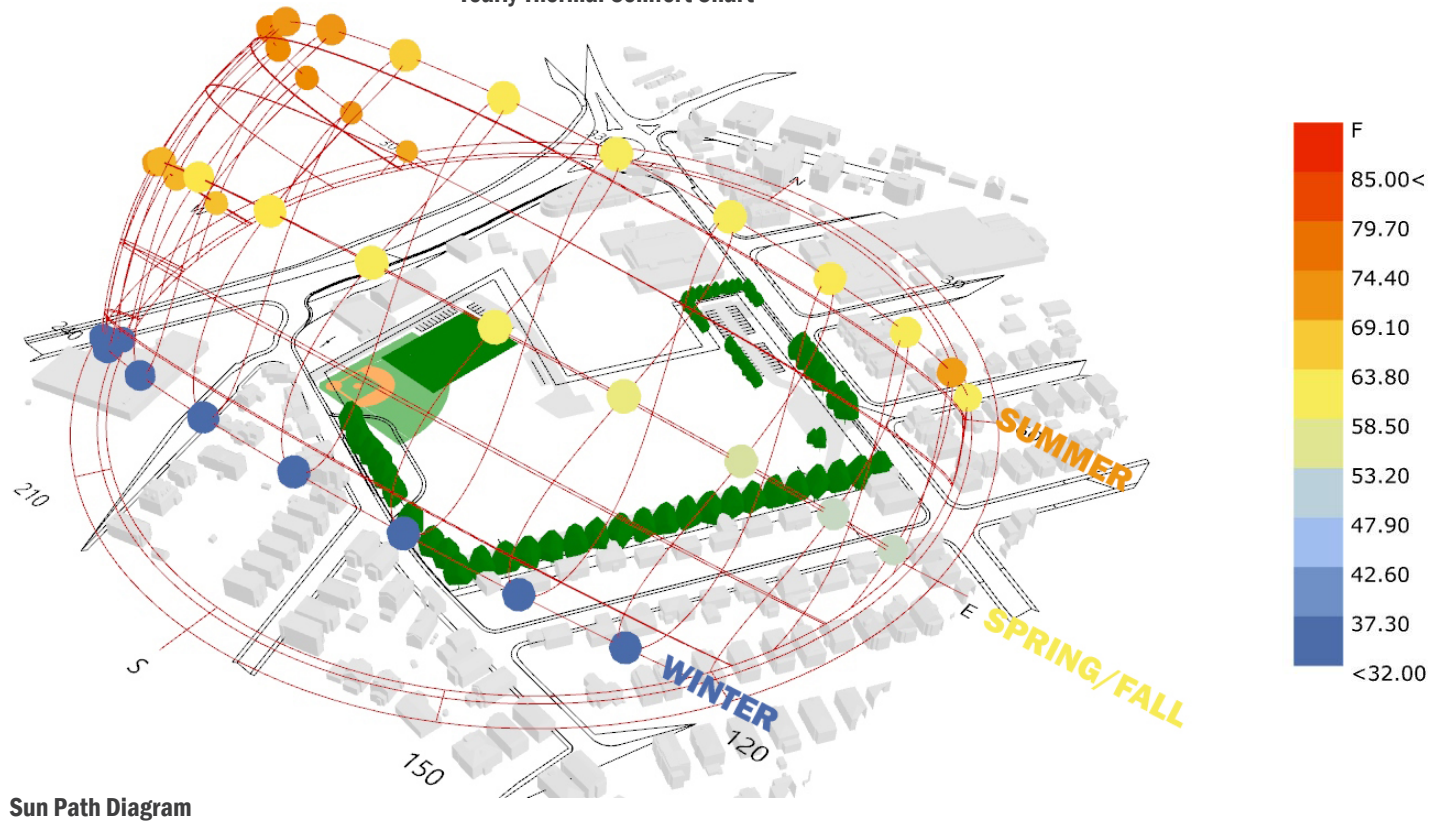 Yearly Thermal Comfort Chart
N
W
240
210
S
150
120
E
SUMMER
SPRING/FALL
WINTER
F
85.00<
79.70
74.40
69.10
63.80
58.50
53.20
47.90
42.60
37.30
<32.00
Sun Path Diagram